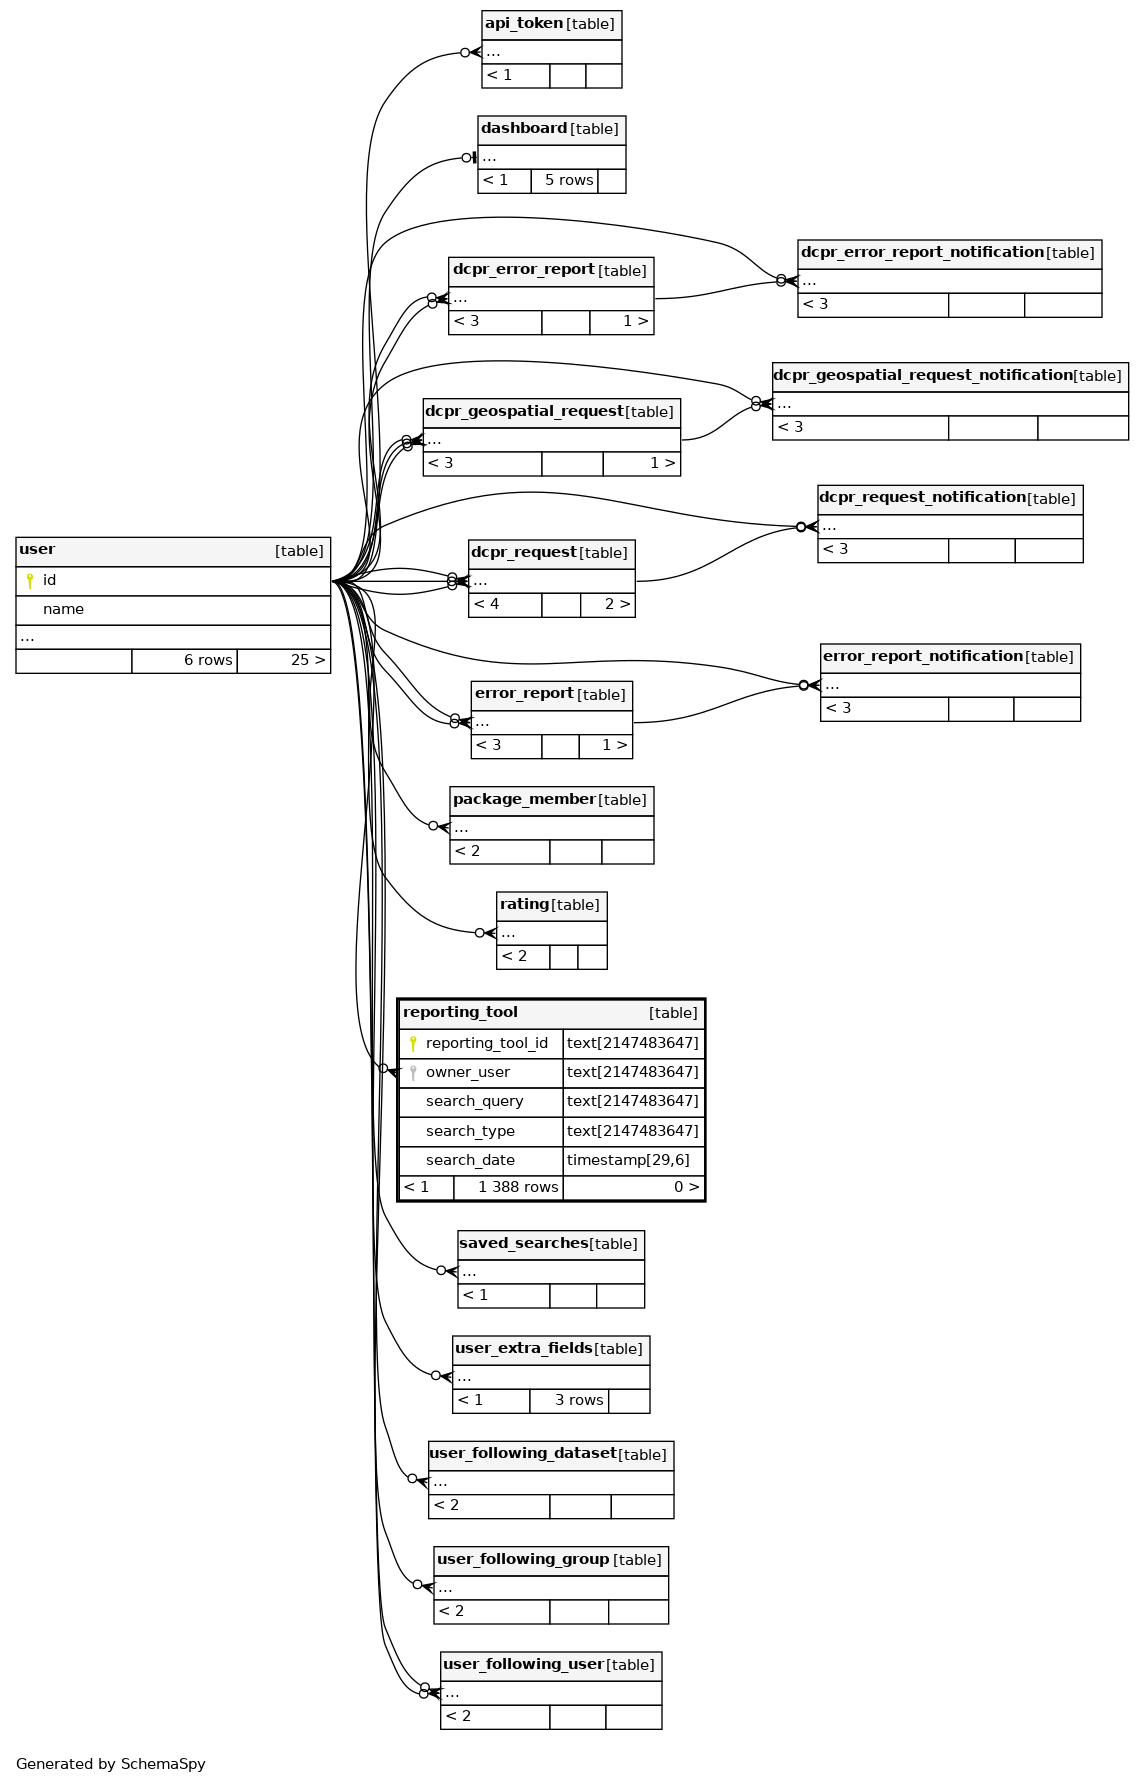 api_token [table]
...
< 1
dashboard [table]
...
< 1 5 rows
dcpr_error_report_notification [table]
...
< 3
dcpr_error_report [table]
...
< 3 1 >
dcpr_geospatial_request_notification [table]
...
< 3
dcpr_geospatial_request [table]
...
< 3 1 >
dcpr_request_notification [table]
...
< 3
user [table]
id
name
...
6 rows 25 >
dcpr_request [table]
...
< 4 2 >
error_report_notification [table]
...
< 3
error_report [table]
...
< 3 1 >
package_member [table]
...
< 2
rating [table]
...
< 2
reporting_tool [table]
reporting_tool_id text[2147483647]
owner_user text[2147483647]
search_query text[2147483647]
search_type text[2147483647]
search_date timestamp[29,6]
< 1 1 388 rows 0 >
saved_searches [table]
...
< 1
user_extra_fields [table]
...
< 1 3 rows
user_following_dataset [table]
...
< 2
user_following_group [table]
...
< 2
user_following_user [table]
...
< 2
Generated by SchemaSpy